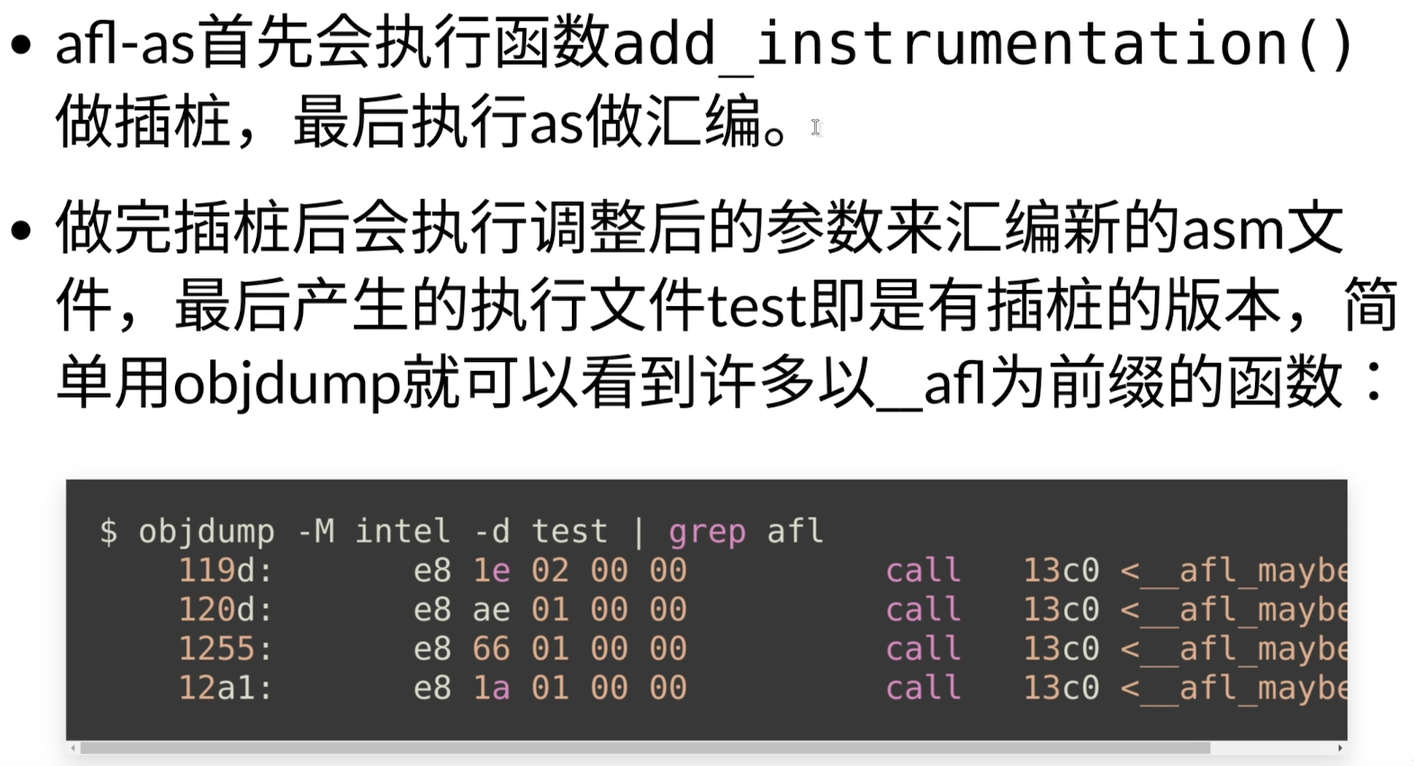 • afl-as首先会执行函数add_instrumentation()
做插桩，最后执行as做汇编。
• 做完插桩后会执行调整后的参数来汇编新的asm文
件，最后产生的执行文件test即是有插桩的版本，简
单用objdump就可以看到许多以__afl为前缀的函数：
$ objdump -M intel -d test | grep afl
119d: e8 1e 02 00 00 call 13c0 <__afl_maybe
120d: e8 ae 01 00 00 call 13c0 <__afl_maybe
1255: e8 66 01 00 00 call 13c0 <__afl_maybe
12a1: e8 1a 01 00 00 call 13c0 <__afl_maybe